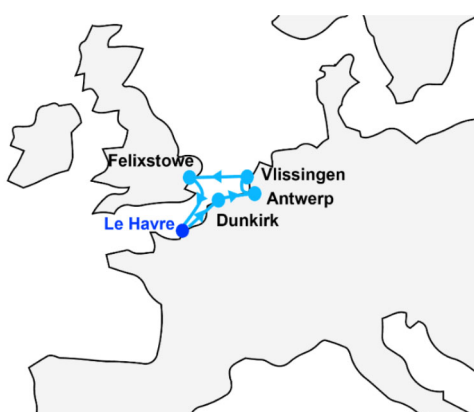 Felixstowe
Vlissingen
Antwerp
Le Havre
Dunkirk